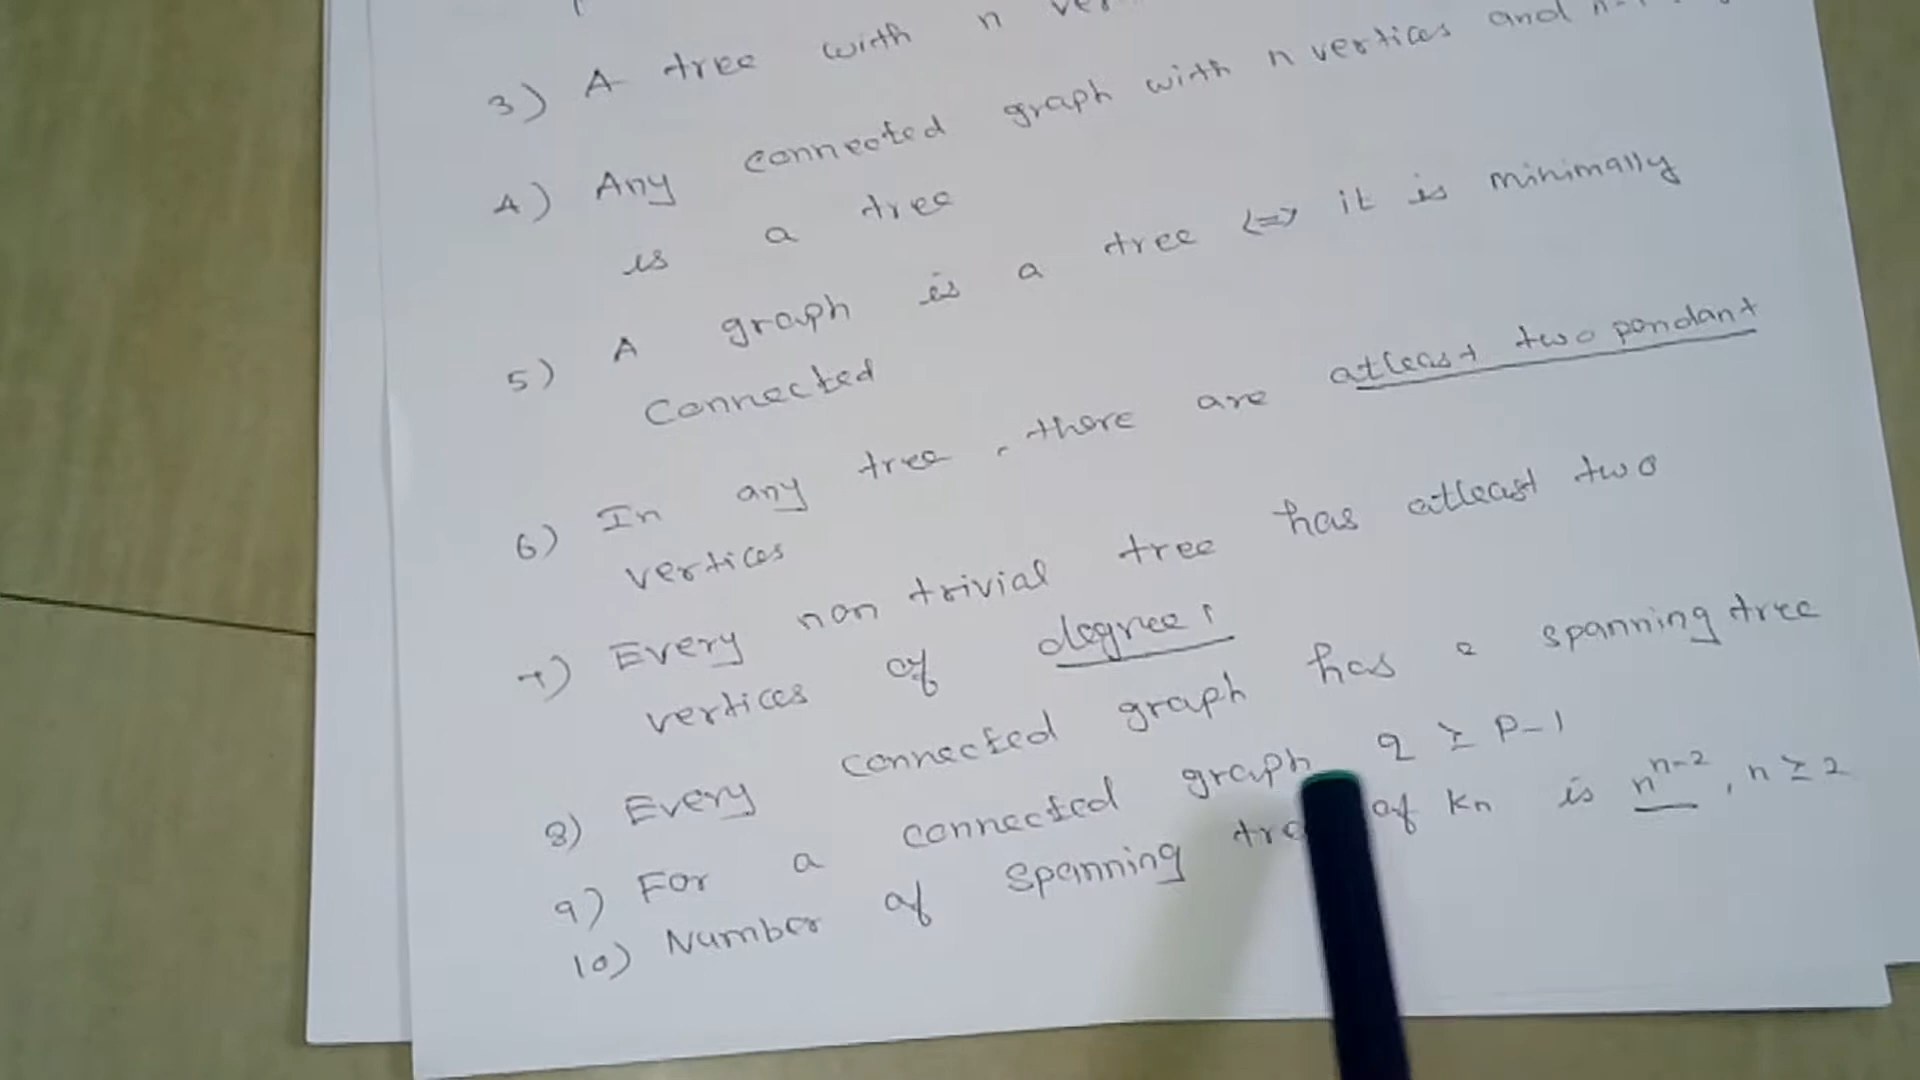 3) A tree with n
4) Any connected graph with n vertices and n-1
is a tree
5) A graph is a tree <=> it is minimally
Connected
6) In any tree, there are atleast two pendant
vertices
7) Every non trivial tree has atleast two
vertices of degree 1
8) Every connected graph has a spanning tree
9) For a connected graph, q ≥ p-1
10) Number of spanning of Kn is n^{n-2}, n ≥ 2